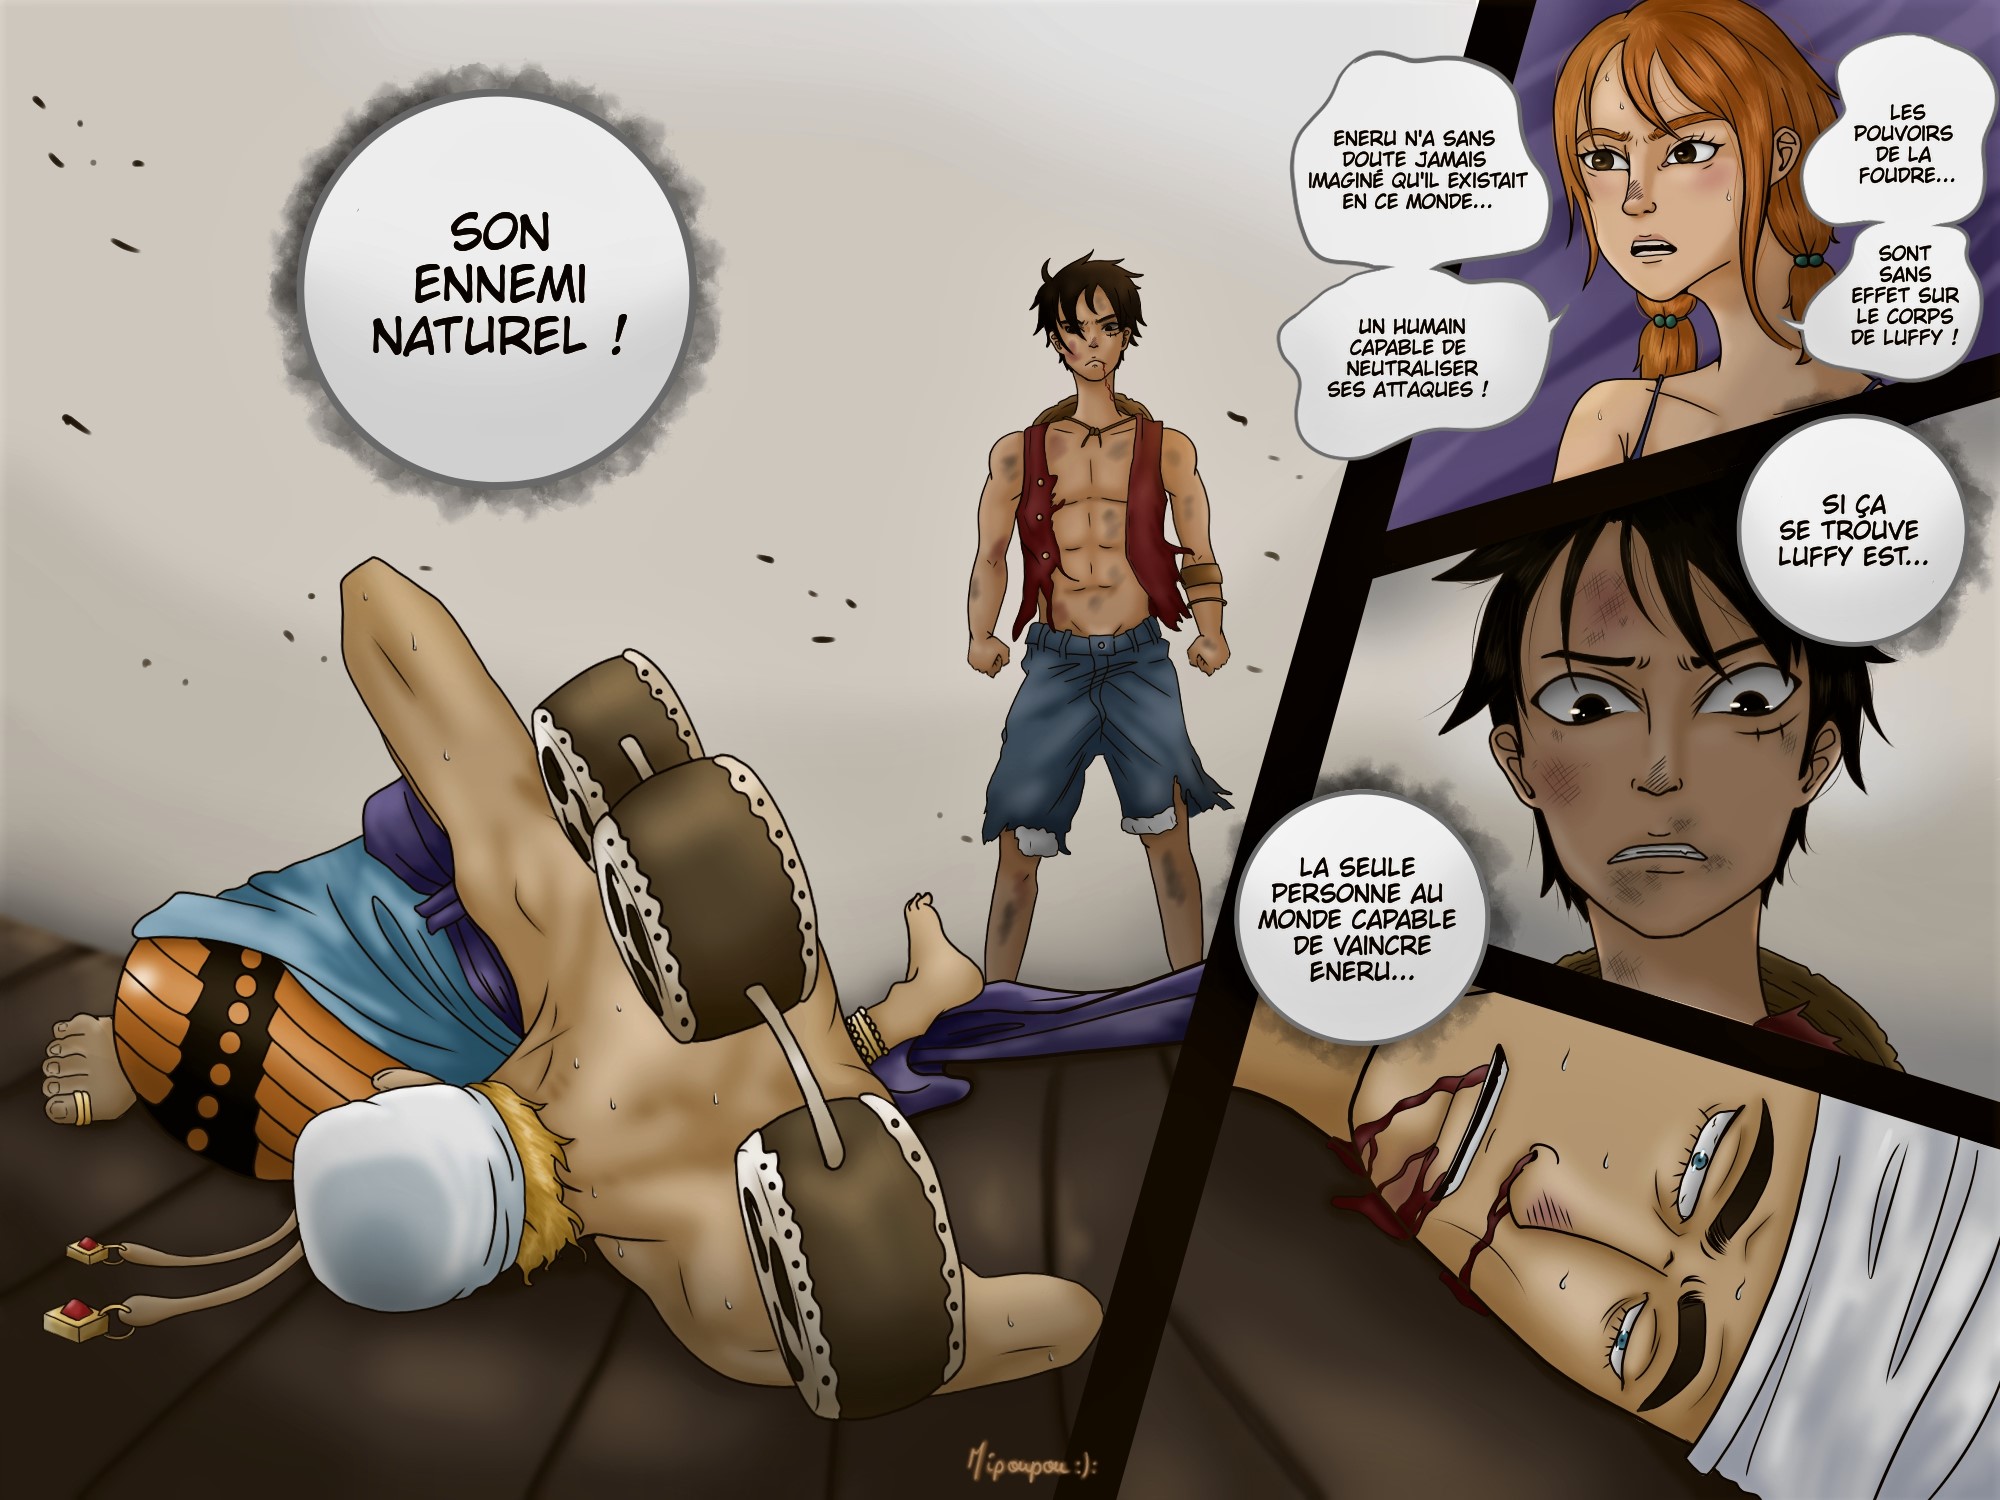 LES
POUVOIRS
DE LA
FOUDRE...
SONT
SANS
EFFET SUR
LE CORPS
DE LUFFY !
ENERU N'A SANS
DOUTE JAMAIS
IMAGINÉ QU'IL EXISTAIT
EN CE MONDE...
UN HUMAIN
CAPABLE DE
NEUTRALISER
SES ATTAQUES !
SI ÇA
SE TROUVE
LUFFY EST...
LA SEULE
PERSONNE AU
MONDE CAPABLE
DE VAINCRE
ENERU...
SON
ENNEMI
NATUREL !
Mipoupou :):